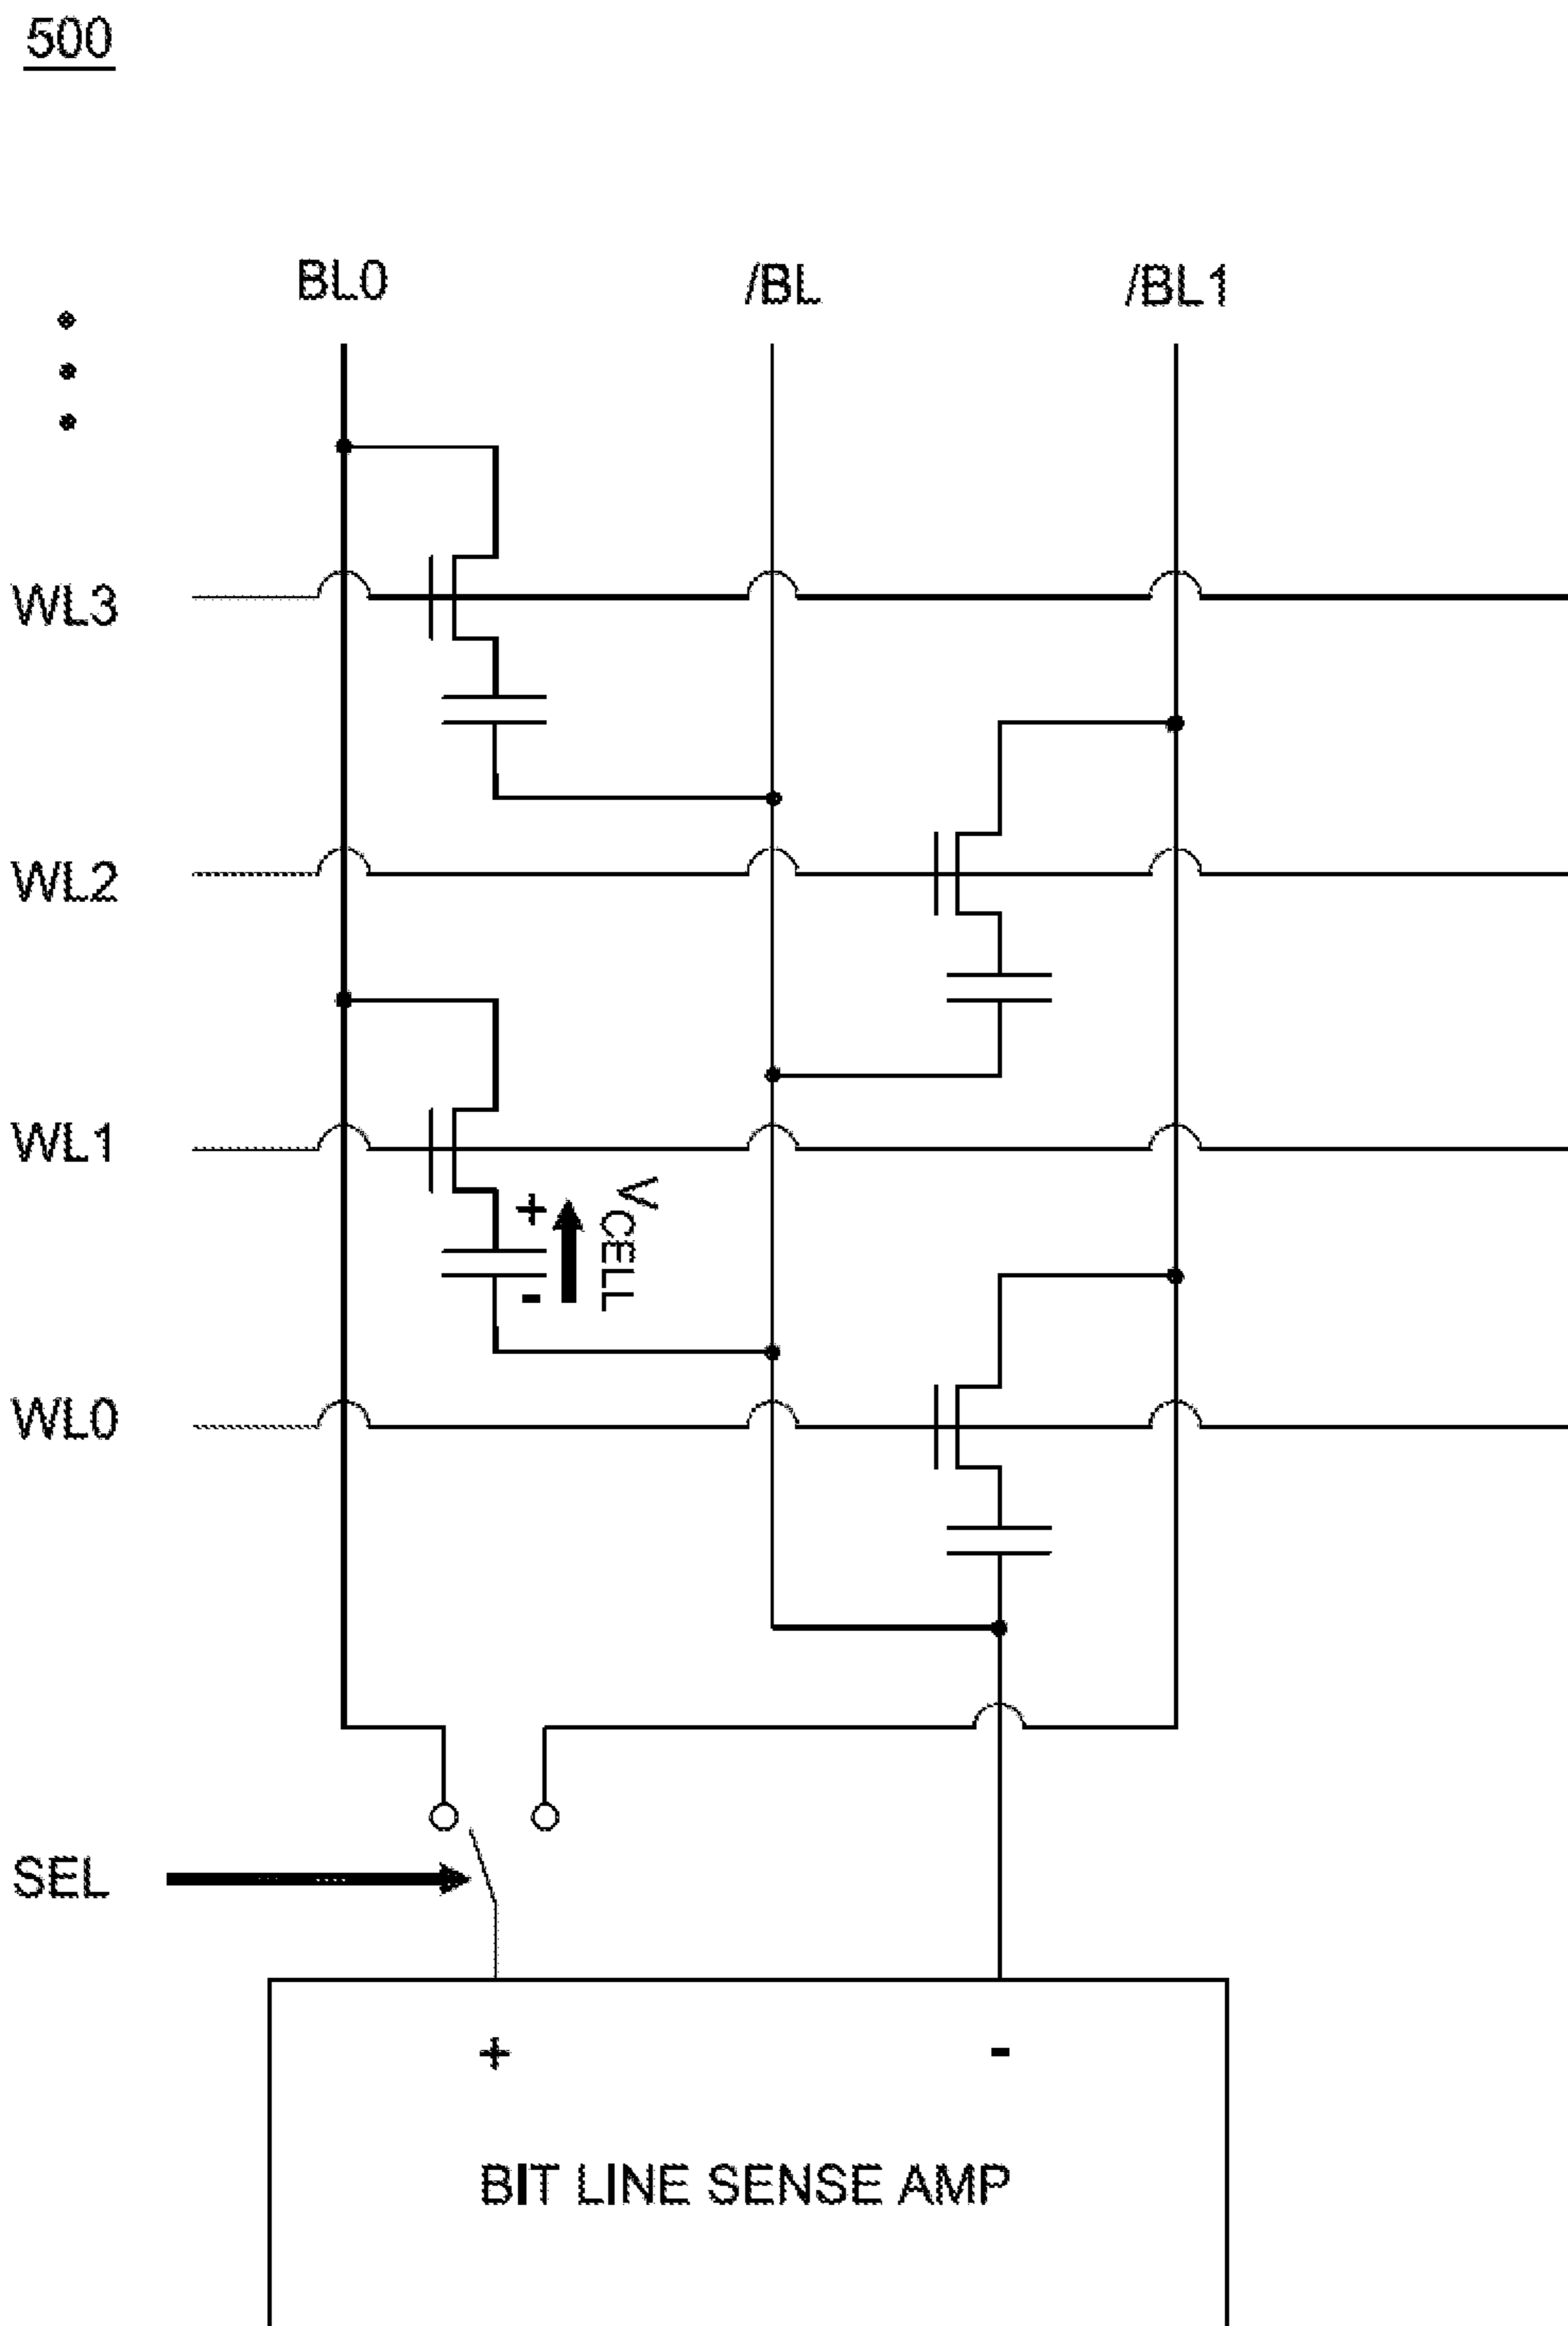 500
BL0 /BL /BL1
WL3
WL2
WL1
+ VCELL
-
WL0
SEL
+ -
BIT LINE SENSE AMP